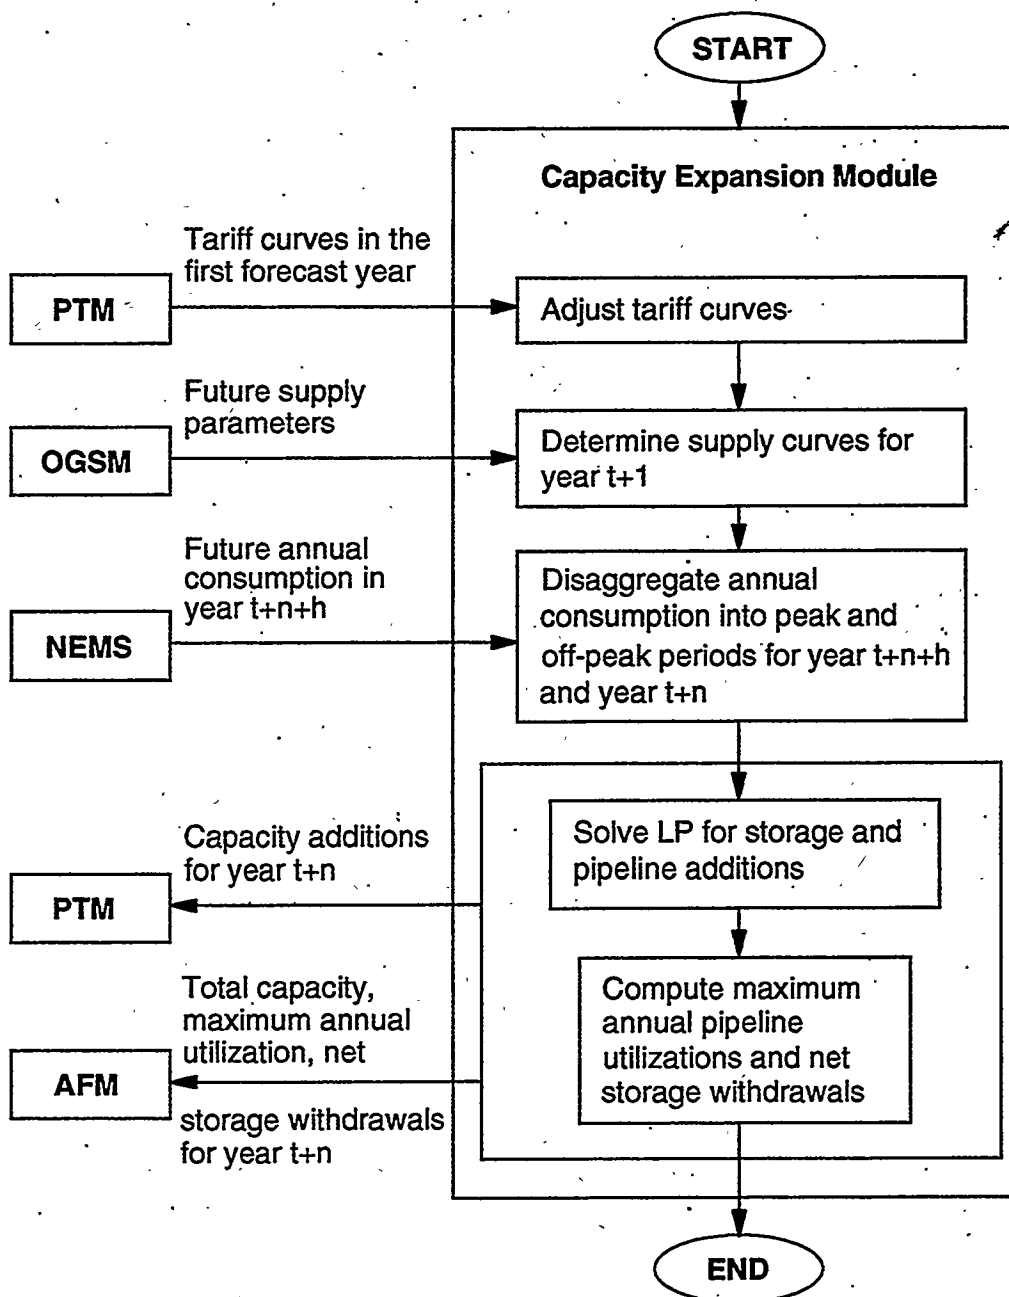 START
Capacity Expansion Module
Tariff curves in the
first forecast year
PTM
Adjust tariff curves
Future supply
parameters
OGSM
Determine supply curves for
year t+1
Future annual
consumption in
year t+n+h
NEMS
Disaggregate annual
consumption into peak and
off-peak periods for year t+n+h
and year t+n
Solve LP for storage and
pipeline additions
Capacity additions
for year t+n
PTM
Compute maximum
annual pipeline
utilizations and net
storage withdrawals
Total capacity,
maximum annual
utilization, net
AFM
storage withdrawals
for year t+n
END